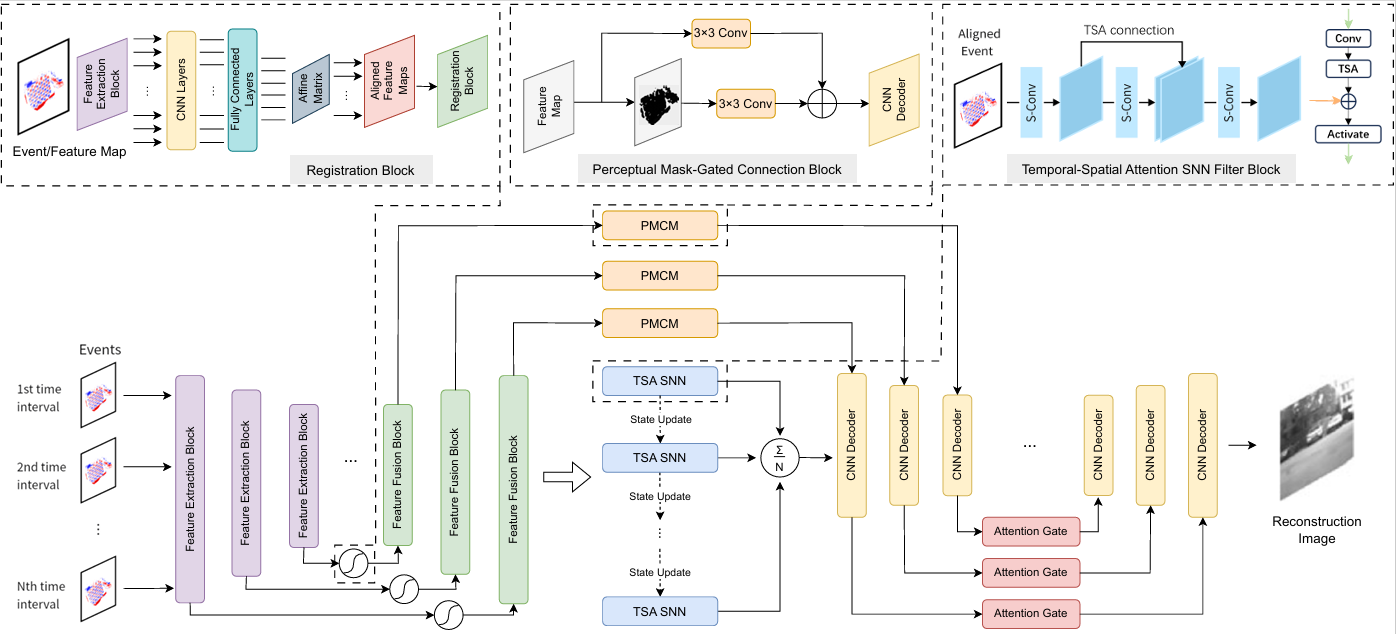 Feature
Extraction
Block
CNN Layers
Fully Connected
Layers
Affine
Matrix
Aligned
Feature
Maps
Registration
Block
Event/Feature Map
Registration Block
Feature
Map
3×3 Conv
3×3 Conv
CNN
Decoder
Perceptual Mask-Gated Connection Block
Aligned
Event
TSA connection
S-Conv
S-Conv
S-Conv
Conv
TSA
Activate
Temporal-Spatial Attention SNN Filter Block
PMCM
PMCM
PMCM
Events
1st time
interval
2nd time
interval
⋮
Nth time
interval
Feature Extraction Block
Feature Extraction Block
Feature Extraction Block
...
Feature Fusion Block
Feature Fusion Block
Feature Fusion Block
TSA SNN
State Update
TSA SNN
State Update
⋮
State Update
TSA SNN
Σ
N
CNN Decoder
CNN Decoder
CNN Decoder
...
CNN Decoder
CNN Decoder
CNN Decoder
Attention Gate
Attention Gate
Attention Gate
Reconstruction
Image